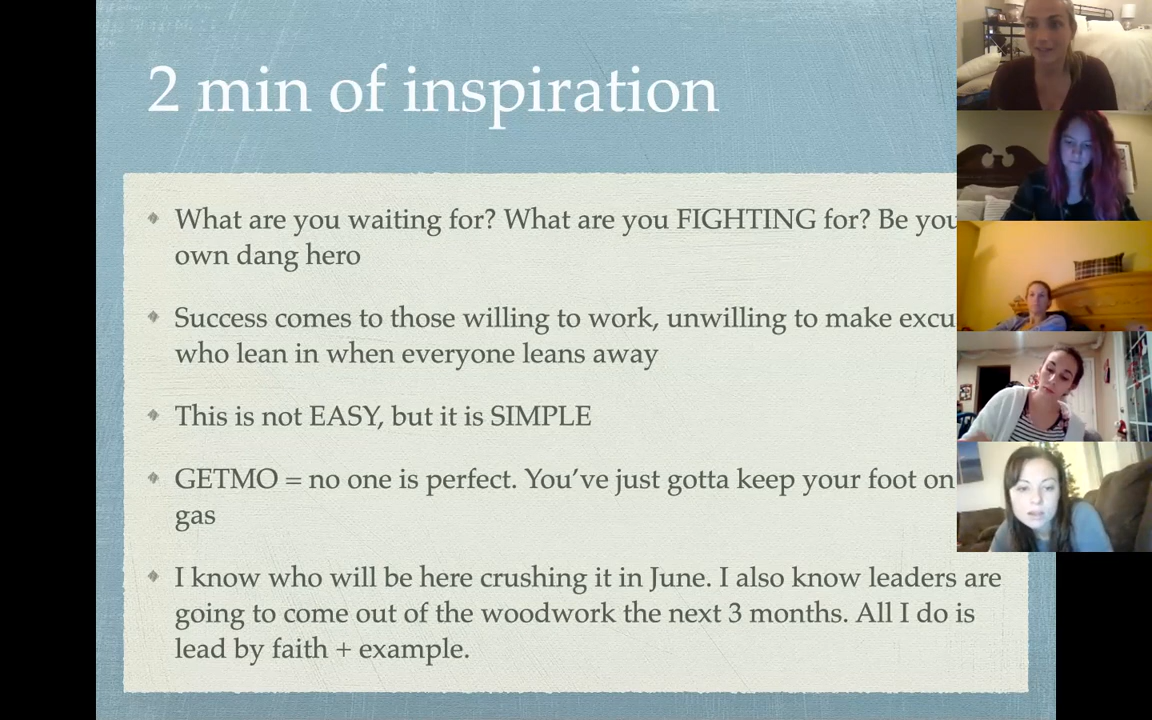 2 min of inspiration
What are you waiting for? What are you FIGHTING for? Be you
own dang hero
Success comes to those willing to work, unwilling to make excu
who lean in when everyone leans away
This is not EASY, but it is SIMPLE
GETMO = no one is perfect. You've just gotta keep your foot on
gas
I know who will be here crushing it in June. I also know leaders are
going to come out of the woodwork the next 3 months. All I do is
lead by faith + example.